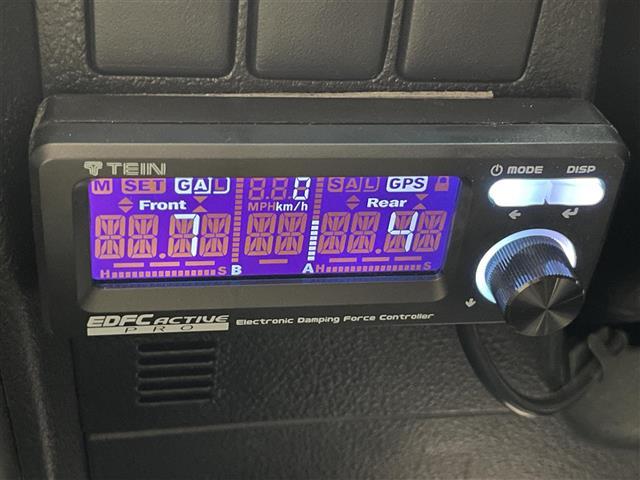 TEIN
MODE DISP
M SET GAL 0 SAL GPS
MPH km/h
Front Rear
7 4
H S B A H S
EDFC ACTIVE
PRO
Electronic Damping Force Controller